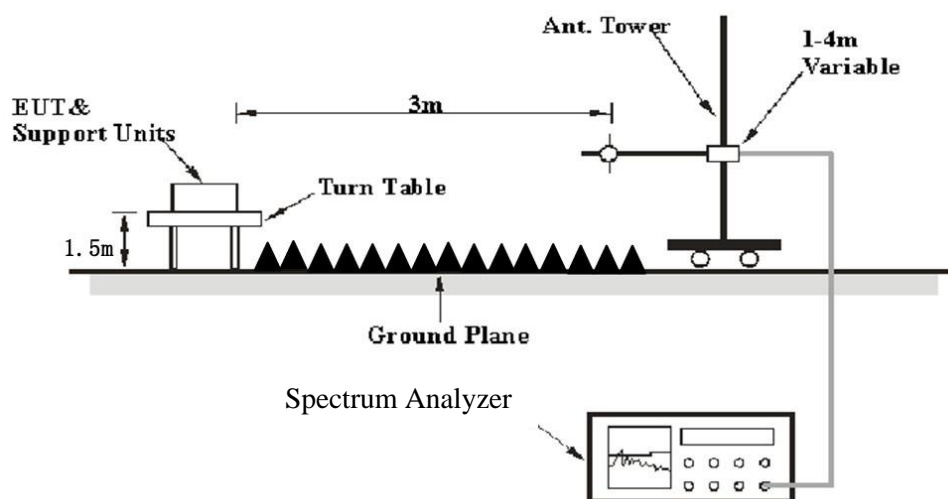 Ant. Tower
1-4m
Variable
EUT&
Support Units
3m
Turn Table
1.5m
Ground Plane
Spectrum Analyzer